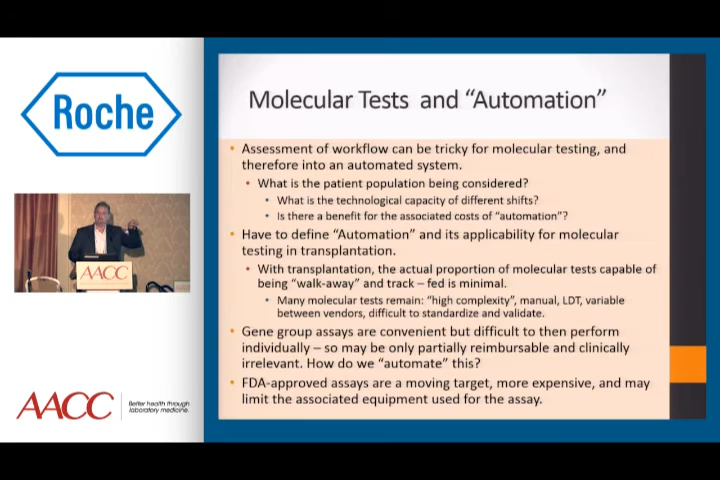 Roche
AACC
AACC
Better health through
laboratory medicine.
Molecular Tests and “Automation”
• Assessment of workflow can be tricky for molecular testing, and
therefore into an automated system.
• What is the patient population being considered?
• What is the technological capacity of different shifts?
• Is there a benefit for the associated costs of “automation”?
• Have to define “Automation” and its applicability for molecular
testing in transplantation.
• With transplantation, the actual proportion of molecular tests capable of
being “walk-away” and track – fed is minimal.
• Many molecular tests remain: “high complexity”, manual, LDT, variable
between vendors, difficult to standardize and validate.
• Gene group assays are convenient but difficult to then perform
individually – so may be only partially reimbursable and clinically
irrelevant. How do we “automate” this?
• FDA-approved assays are a moving target, more expensive, and may
limit the associated equipment used for the assay.